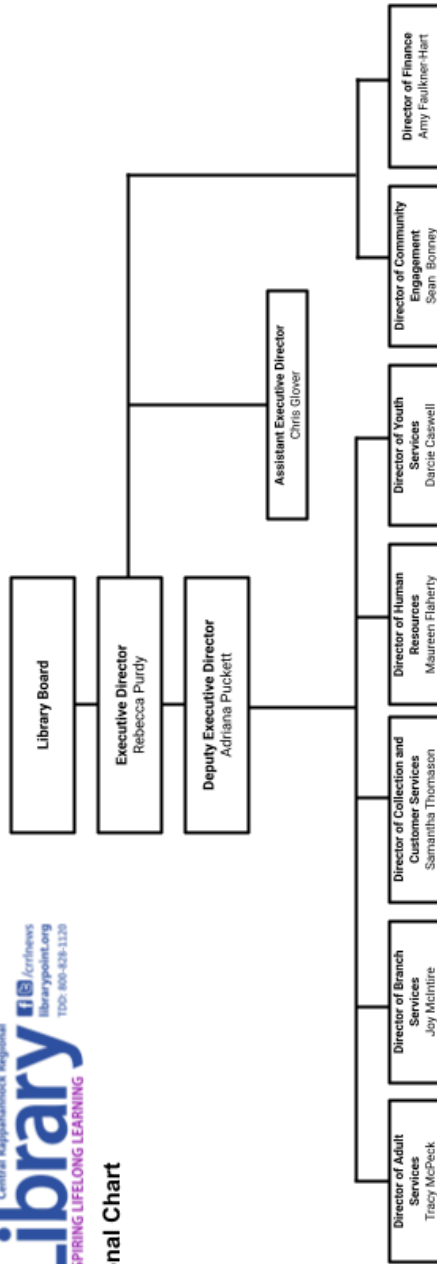 Central Rappahannock Regional
Library
/crrlnews
librarypoint.org
TDD: 800-828-1120
SPIRING LIFELONG LEARNING
nal Chart
Library Board
Executive Director
Rebecca Purdy
Deputy Executive Director
Adriana Puckett
Assistant Executive Director
Chris Glover
Director of Adult
Services
Tracy McPeck
Director of Branch
Services
Joy McIntire
Director of Collection and
Customer Services
Samantha Thomason
Director of Human
Resources
Maureen Flaherty
Director of Youth
Services
Darcie Caswell
Director of Community
Engagement
Sean Bonney
Director of Finance
Amy Faulkner-Hart